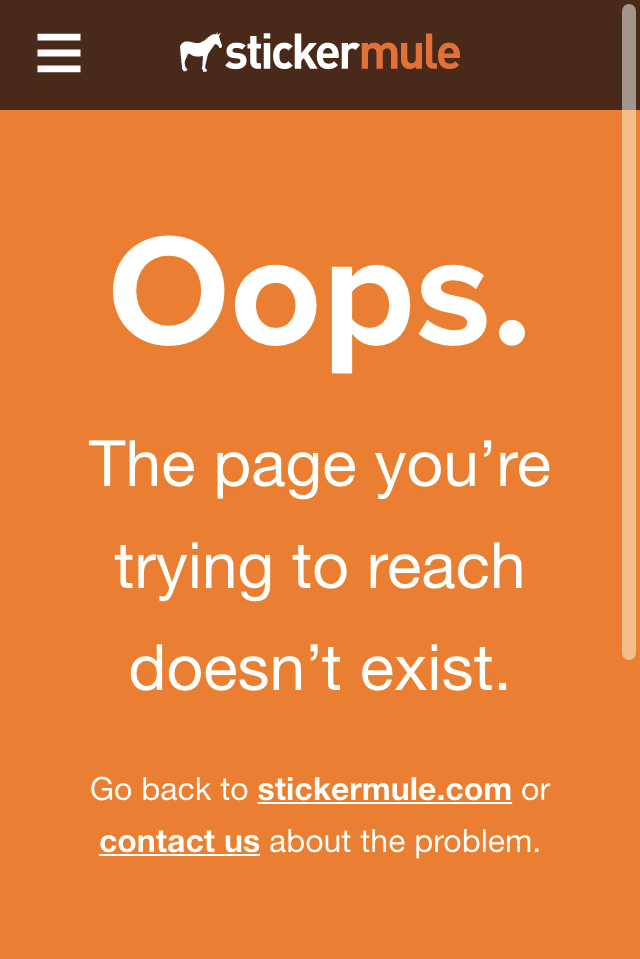 stickermule
Oops.
The page you’re
trying to reach
doesn’t exist.
Go back to stickermule.com or
contact us about the problem.